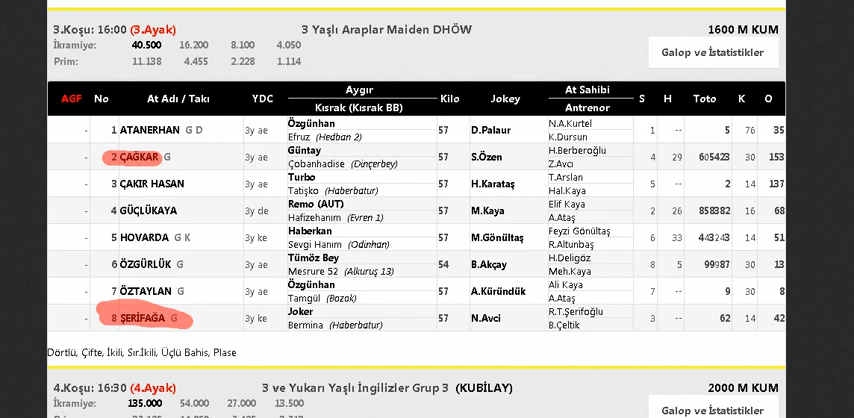 3.Koşu: 16:00 (3.Ayak) 3 Yaşlı Araplar Maiden DHÖW 1600 M KUM
İkramiye: 40.500 16.200 8.100 4.050
Prim: 11.138 4.455 2.228 1.114
Galop ve İstatistikler
AGF No At Adı / Takı YDC Aygır Kilo Jokey At Sahibi S H Toto K O
Kısrak (Kısrak BB) Antrenor
- 1 ATANERHAN G D 3y ae Özgünhan 57 D.Palaur N.A.Kurtel 1 -- 5 76 35
Efruz (Hedban 2) K.Dursun
- 2 ÇAĞKAR G 3y ae Güntay 57 S.Özen H.Berberoğlu 4 29 605423 30 153
Çobanhadise (Dinçerbey) Z.Avcı
- 3 ÇAKIR HASAN 3y ae Turbo 57 H.Karataş T.Arslan 5 -- 2 14 137
Tatişko (Haberbatur) Hal.Kaya
- 4 GÜÇLÜKAYA 3y de Remo (AUT) 57 M.Kaya Elif Kaya 2 26 858382 16 68
Hafizehanım (Evren 1) A.Ataş
- 5 HOVARDA G K 3y ke Haberkan 57 M.Gönültaş Feyzi Gönültaş 6 33 443243 14 51
Sevgi Hanım (Odinhan) R.Altunbaş
- 6 ÖZGÜRLÜK G 3y ae Tümöz Bey 54 B.Akçay H.Deligöz 8 5 99987 30 13
Mesrure 52 (Alkuruş 13) Meh.Kaya
- 7 ÖZTAYLAN G 3y ae Özgünhan 57 A.Küründük Ali Kaya 7 -- 9 30 8
Tamgül (Bozok) A.Ataş
- 8 ŞERİFAĞA G 3y ke Joker 57 N.Avci R.T.Şerifoğlu 3 -- 62 14 42
Bermina (Haberbatur) B.Çeltik
Dörtlü, Çifte, İkili, Sır.İkili, Üçlü Bahis, Plase
4.Koşu: 16:30 (4.Ayak) 3 ve Yukarı Yaşlı İngilizler Grup 3 (KUBİLAY) 2000 M KUM
İkramiye: 135.000 54.000 27.000 13.500
Galop ve İstatistikler